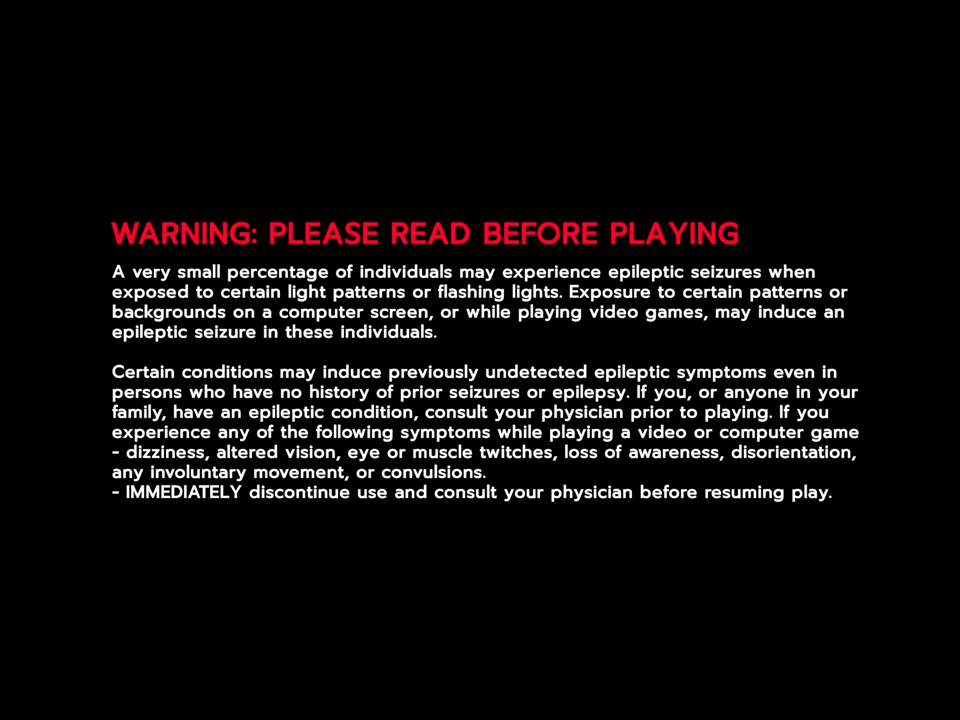 WARNING: PLEASE READ BEFORE PLAYING
A very small percentage of individuals may experience epileptic seizures when
exposed to certain light patterns or flashing lights. Exposure to certain patterns or
backgrounds on a computer screen, or while playing video games, may induce an
epileptic seizure in these individuals.
Certain conditions may induce previously undetected epileptic symptoms even in
persons who have no history of prior seizures or epilepsy. If you, or anyone in your
family, have an epileptic condition, consult your physician prior to playing. If you
experience any of the following symptoms while playing a video or computer game
- dizziness, altered vision, eye or muscle twitches, loss of awareness, disorientation,
any involuntary movement, or convulsions.
- IMMEDIATELY discontinue use and consult your physician before resuming play.